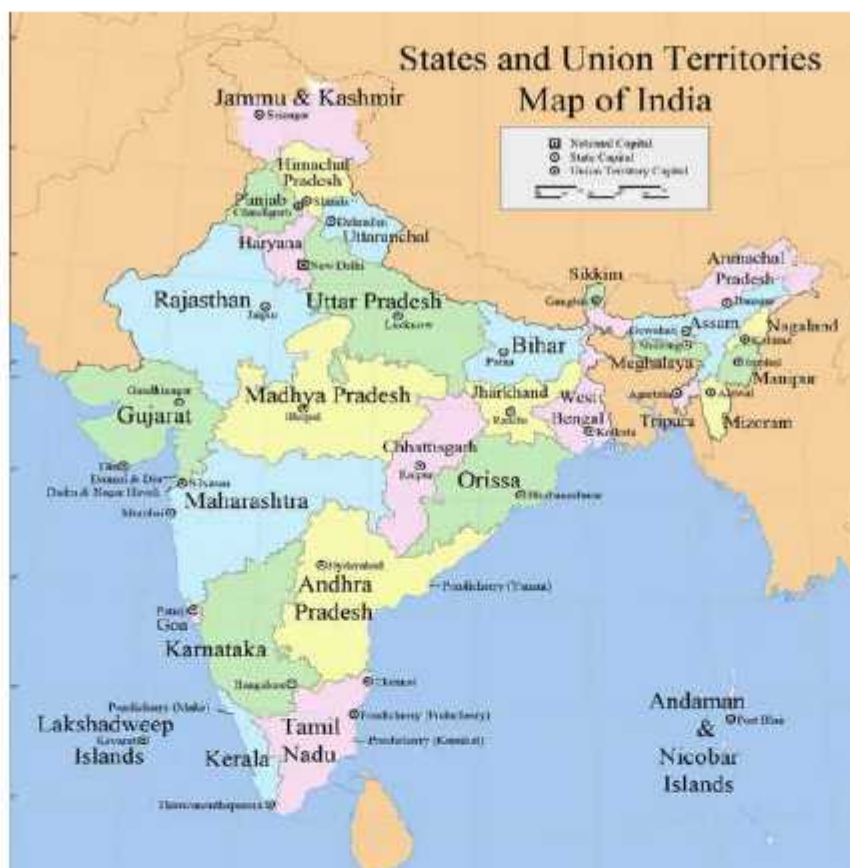 States and Union Territories
Map of India
National Capital
State Capital
Union Territory Capital
Jammu & Kashmir
Srinagar
Himachal
Pradesh
Punjab
Chandigarh
Dehradun
Uttaranchal
Haryana
New Delhi
Rajasthan
Jaipur
Uttar Pradesh
Lucknow
Sikkim
Gangtok
Arunachal
Pradesh
Itanagar
Assam
Nagaland
Kohima
Shillong
Meghalaya
Imphal
Manipur
Bihar
Patna
Agartala
Aizwal
Tripura
Mizoram
Gandhinagar
Gujarat
Madhya Pradesh
Bhopal
Jharkhand
Ranchi
West
Bengal
Kolkata
Chhattisgarh
Raipur
Orissa
Bhubaneshwar
Daman & Diu
Dadra & Nagar Haveli
Silvassa
Maharashtra
Mumbai
Hyderabad
Andhra
Pradesh
Pondicherry (Yanam)
Panaji
Goa
Karnataka
Bangalore
Chennai
Pondicherry (Mahe)
Lakshadweep
Islands
Kavarati
Kerala
Tamil
Nadu
Pondicherry (Puducherry)
Pondicherry (Karaikal)
Thiruvananthapuram
Andaman
&
Nicobar
Islands
Port Blair